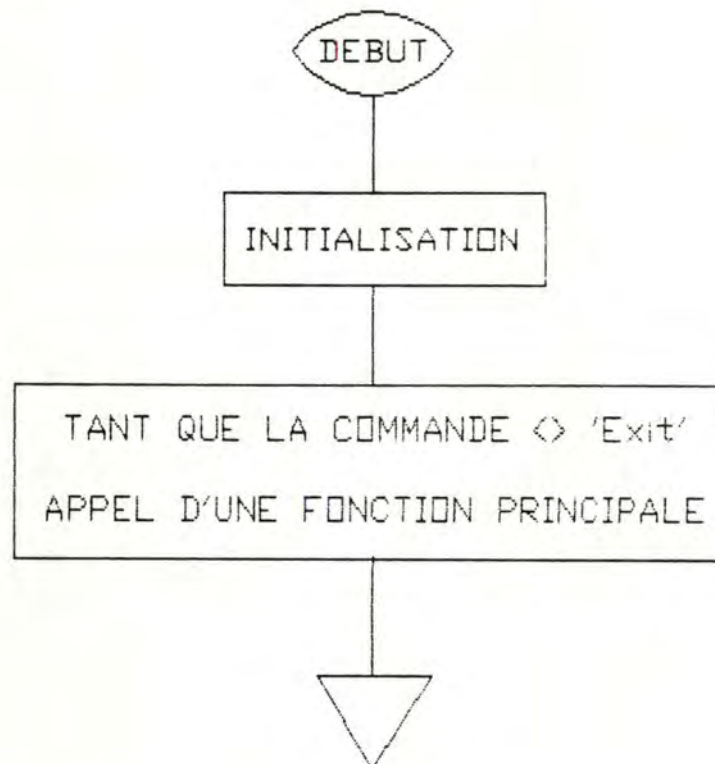 DEBUT
INITIALISATION
TANT QUE LA COMMANDE <> 'Exit'
APPEL D'UNE FONCTION PRINCIPALE